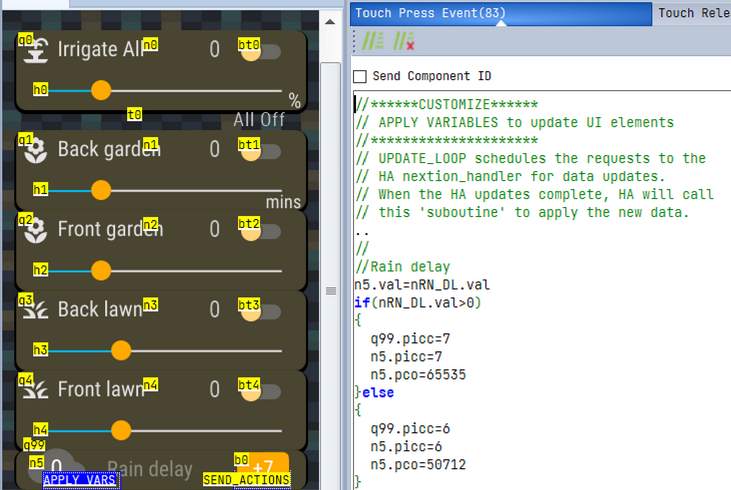 Touch Press Event(83)
Touch Rele
Send Component ID
q0
Irrigate All
n0
0
bt0
h0
%
t0
All Off
q1
Back garden
n1
0
bt1
h1
mins
q2
Front garden
n2
0
bt2
h2
q3
Back lawn
n3
0
bt3
h3
q4
Front lawn
n4
0
bt4
h4
q99
n5
0
Rain delay
b0
+7
APPLY_VARS
SEND_ACTIONS
//******CUSTOMIZE******
// APPLY VARIABLES to update UI elements
//*********************
// UPDATE_LOOP schedules the requests to the
// HA nextion_handler for data updates.
// When the HA updates complete, HA will call
// this 'suboutine' to apply the new data.
..
//
//Rain delay
n5.val=nRN_DL.val
if(nRN_DL.val>0)
{
q99.picc=7
n5.picc=7
n5.pco=65535
}else
{
q99.picc=6
n5.picc=6
n5.pco=50712
}